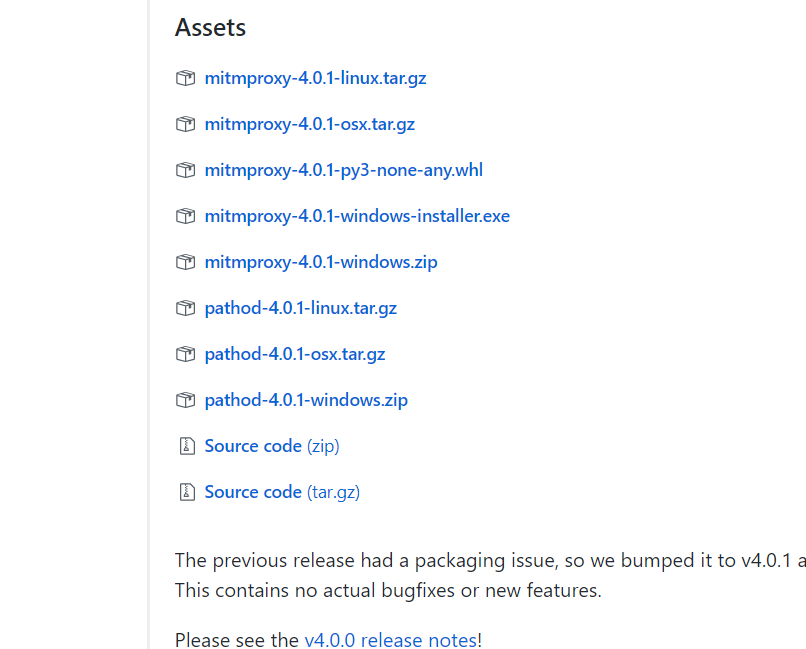 Assets
mitmproxy-4.0.1-linux.tar.gz
mitmproxy-4.0.1-osx.tar.gz
mitmproxy-4.0.1-py3-none-any.whl
mitmproxy-4.0.1-windows-installer.exe
mitmproxy-4.0.1-windows.zip
pathod-4.0.1-linux.tar.gz
pathod-4.0.1-osx.tar.gz
pathod-4.0.1-windows.zip
Source code (zip)
Source code (tar.gz)
The previous release had a packaging issue, so we bumped it to v4.0.1 a
This contains no actual bugfixes or new features.
Please see the v4.0.0 release notes!